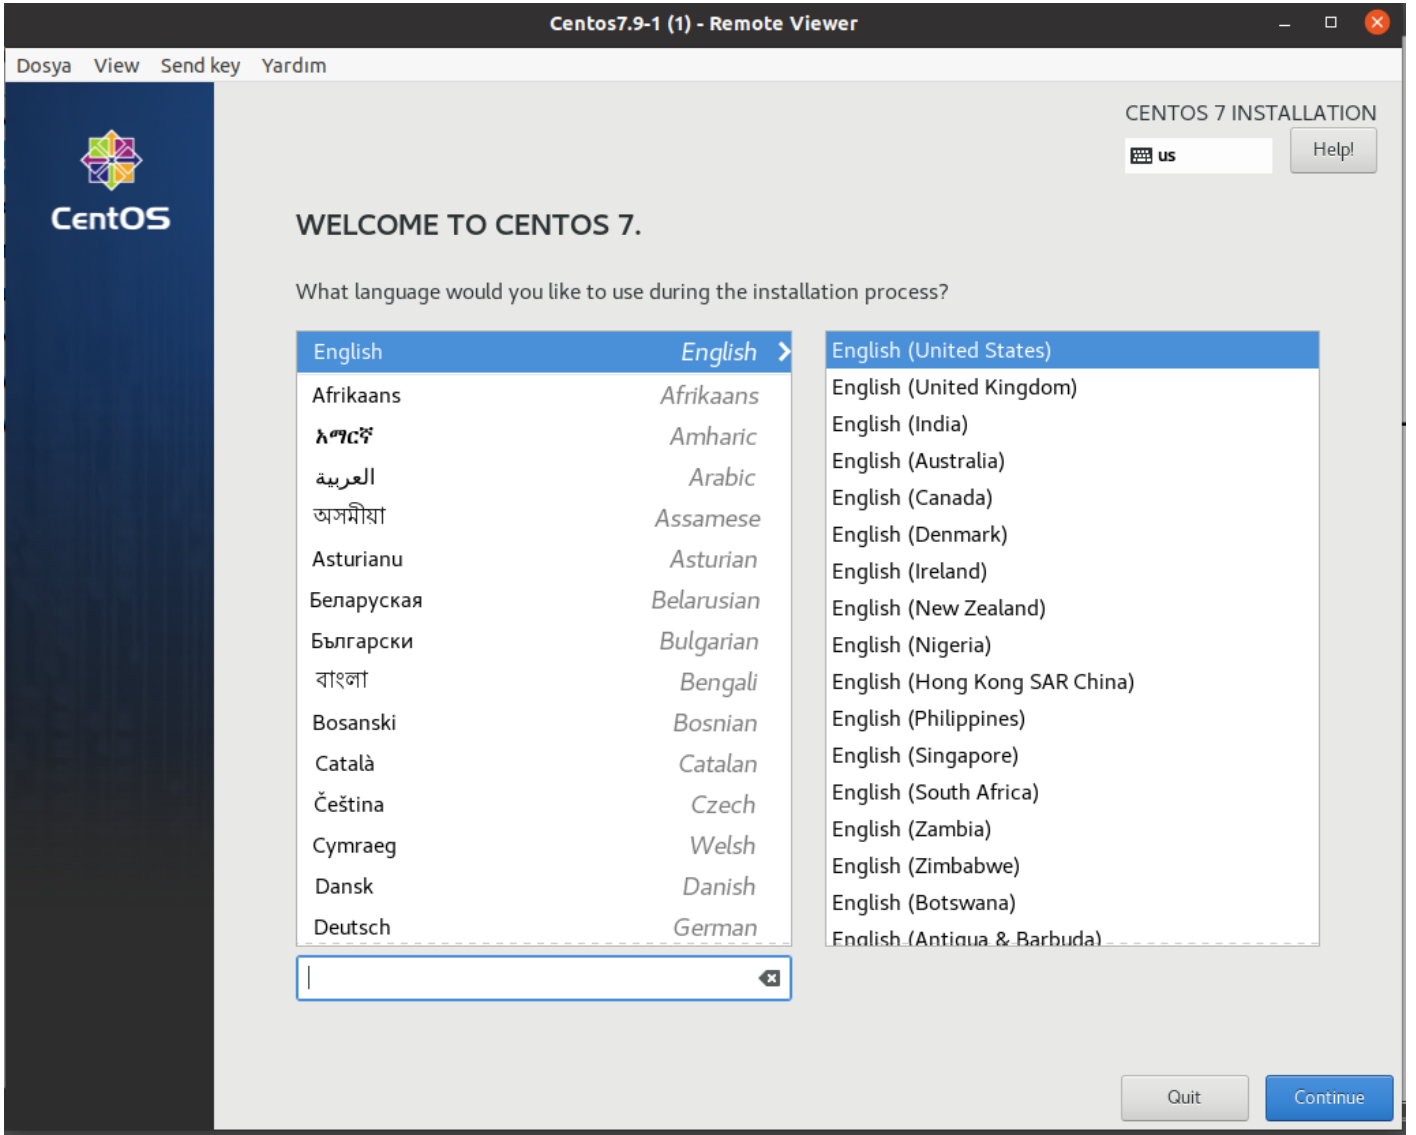 Centos7.9-1 (1) - Remote Viewer
Dosya View Send key Yardım
CentOS
CENTOS 7 INSTALLATION
us
Help!
WELCOME TO CENTOS 7.
What language would you like to use during the installation process?
English English
Afrikaans Afrikaans
አማርኛ Amharic
العربية Arabic
অসমীয়া Assamese
Asturianu Asturian
Беларуская Belarusian
Български Bulgarian
বাংলা Bengali
Bosanski Bosnian
Català Catalan
Čeština Czech
Cymraeg Welsh
Dansk Danish
Deutsch German
English (United States)
English (United Kingdom)
English (India)
English (Australia)
English (Canada)
English (Denmark)
English (Ireland)
English (New Zealand)
English (Nigeria)
English (Hong Kong SAR China)
English (Philippines)
English (Singapore)
English (South Africa)
English (Zambia)
English (Zimbabwe)
English (Botswana)
English (Antigua & Barbuda)
Quit
Continue